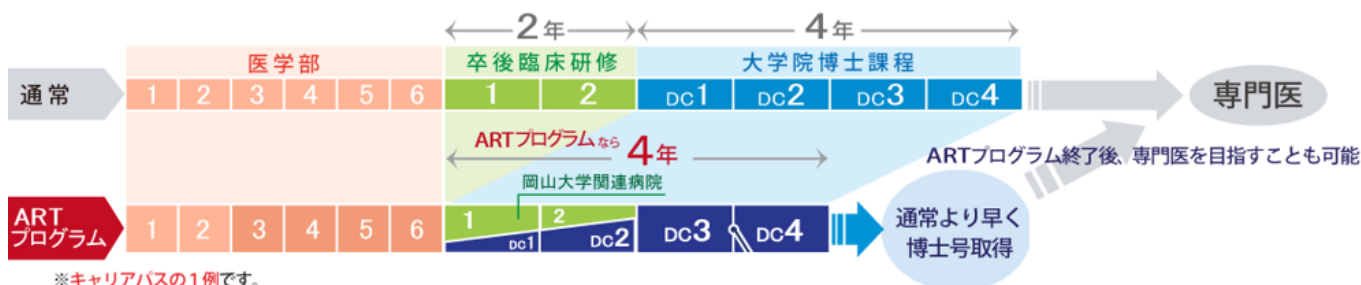 2年 4年
医学部 卒後臨床研修 大学院博士課程
通常 1 2 3 4 5 6 1 2 DC1 DC2 DC3 DC4 専門医
ARTプログラムなら 4年
ARTプログラム終了後、専門医を目指すことも可能
岡山大学関連病院
ART
プログラム 1 2 3 4 5 6 1 DC1 2 DC2 DC3 DC4
通常より早く
博士号取得
※キャリアパスの1例です。